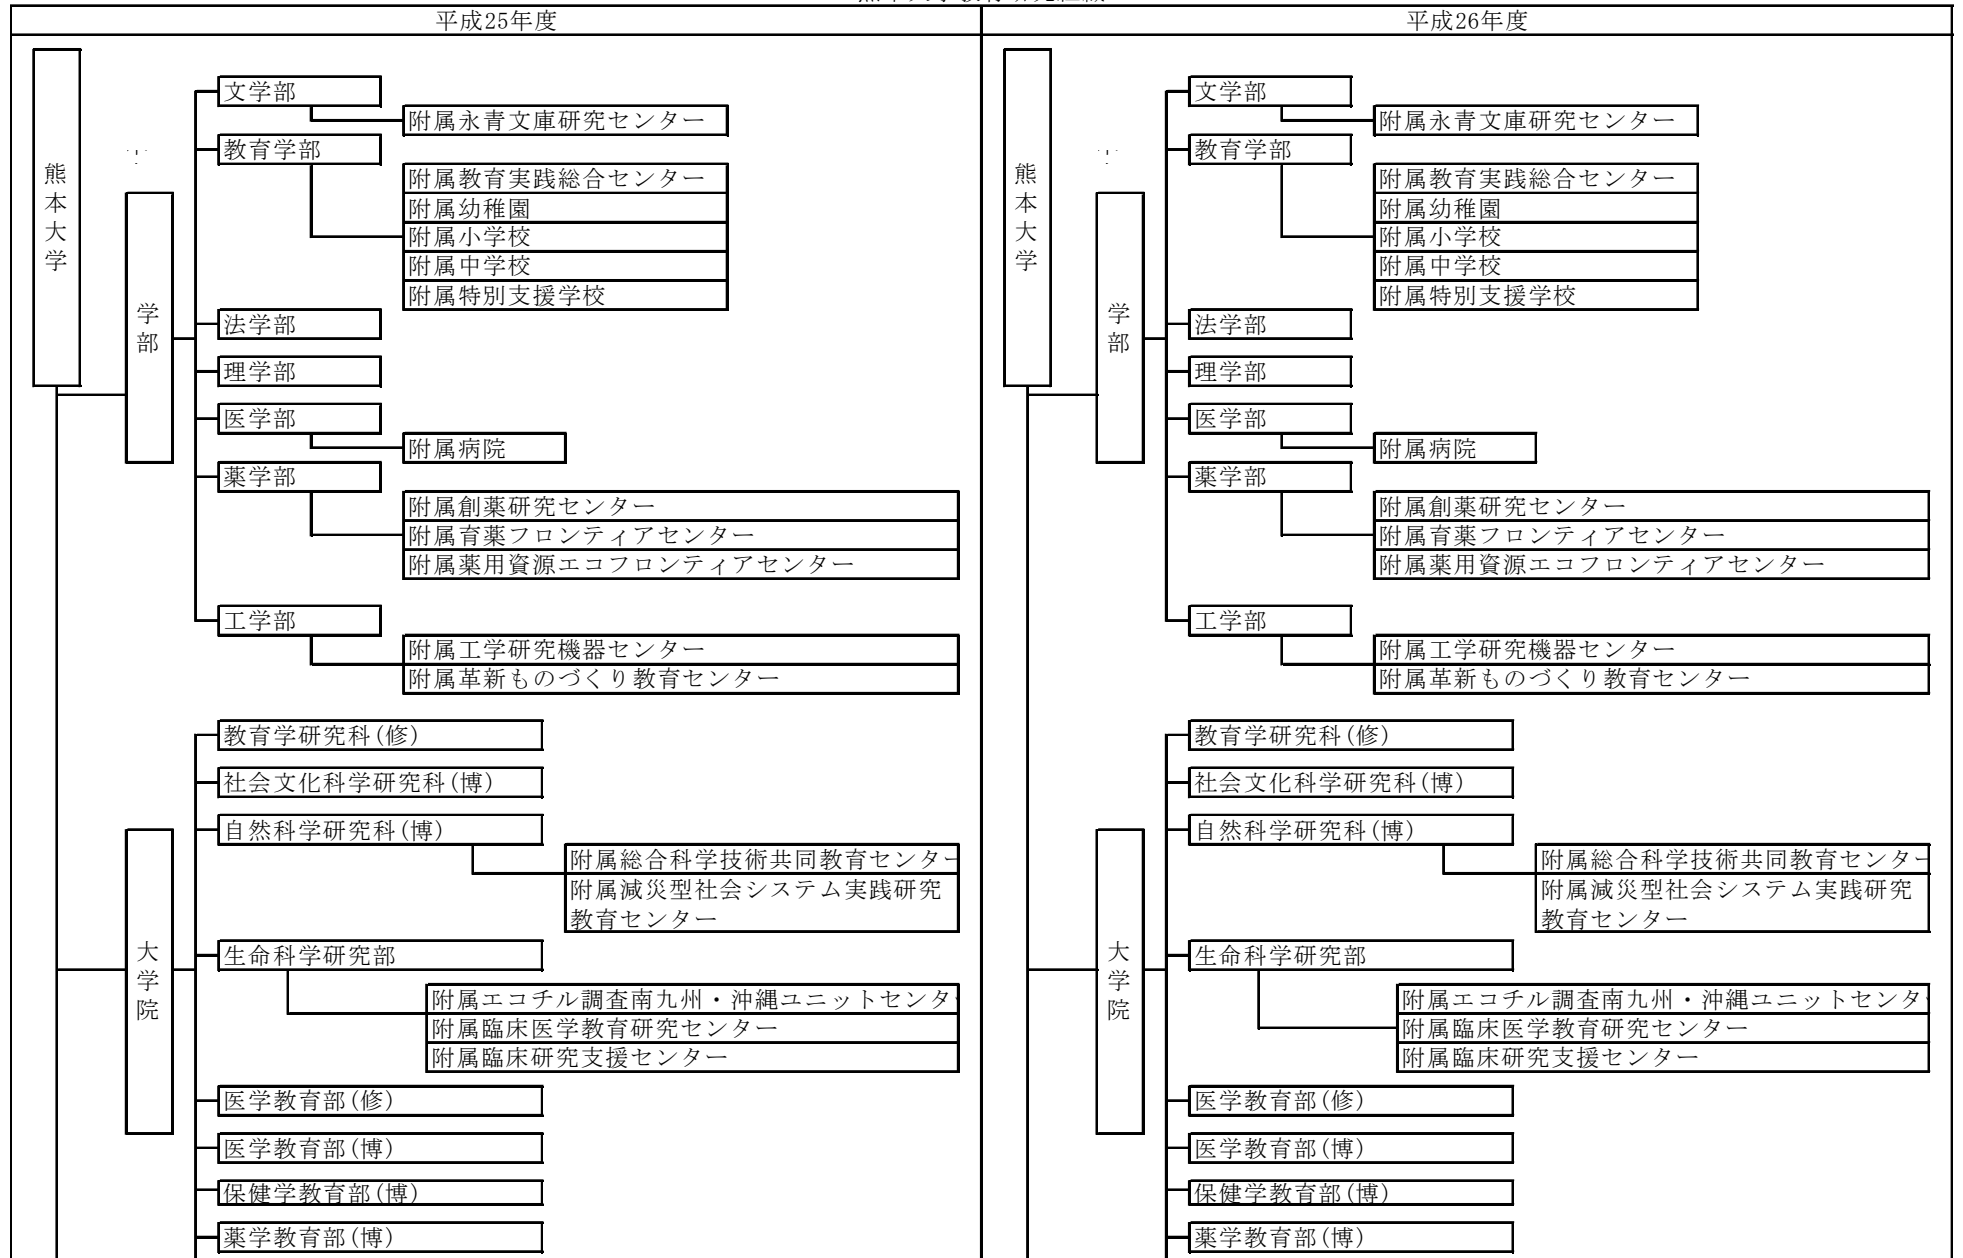 平成25年度
熊本大学
学部
文学部
附属永青文庫研究センター
教育学部
附属教育実践総合センター
附属幼稚園
附属小学校
附属中学校
附属特別支援学校
法学部
理学部
医学部
附属病院
薬学部
附属創薬研究センター
附属育薬フロンティアセンター
附属薬用資源エコフロンティアセンター
工学部
附属工学研究機器センター
附属革新ものづくり教育センター
大学院
教育学研究科(修)
社会文化科学研究科(博)
自然科学研究科(博)
附属総合科学技術共同教育センター
附属減災型社会システム実践研究
教育センター
生命科学研究部
附属エコチル調査南九州・沖縄ユニットセンタ
附属臨床医学教育研究センター
附属臨床研究支援センター
医学教育部(修)
医学教育部(博)
保健学教育部(博)
薬学教育部(博)
平成26年度
熊本大学
学部
文学部
附属永青文庫研究センター
教育学部
附属教育実践総合センター
附属幼稚園
附属小学校
附属中学校
附属特別支援学校
法学部
理学部
医学部
附属病院
薬学部
附属創薬研究センター
附属育薬フロンティアセンター
附属薬用資源エコフロンティアセンター
工学部
附属工学研究機器センター
附属革新ものづくり教育センター
大学院
教育学研究科(修)
社会文化科学研究科(博)
自然科学研究科(博)
附属総合科学技術共同教育センター
附属減災型社会システム実践研究
教育センター
生命科学研究部
附属エコチル調査南九州・沖縄ユニットセンタ
附属臨床医学教育研究センター
附属臨床研究支援センター
医学教育部(修)
医学教育部(博)
保健学教育部(博)
薬学教育部(博)